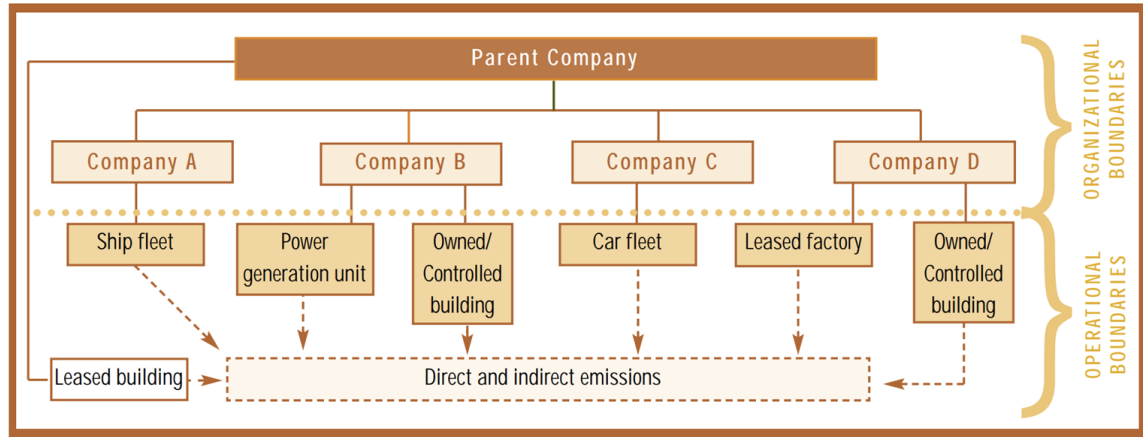 Parent Company
Company A
Company B
Company C
Company D
ORGANIZATIONAL
BOUNDARIES
Ship fleet
Power
generation unit
Owned/
Controlled
building
Car fleet
Leased factory
Owned/
Controlled
building
Leased building
Direct and indirect emissions
OPERATIONAL
BOUNDARIES